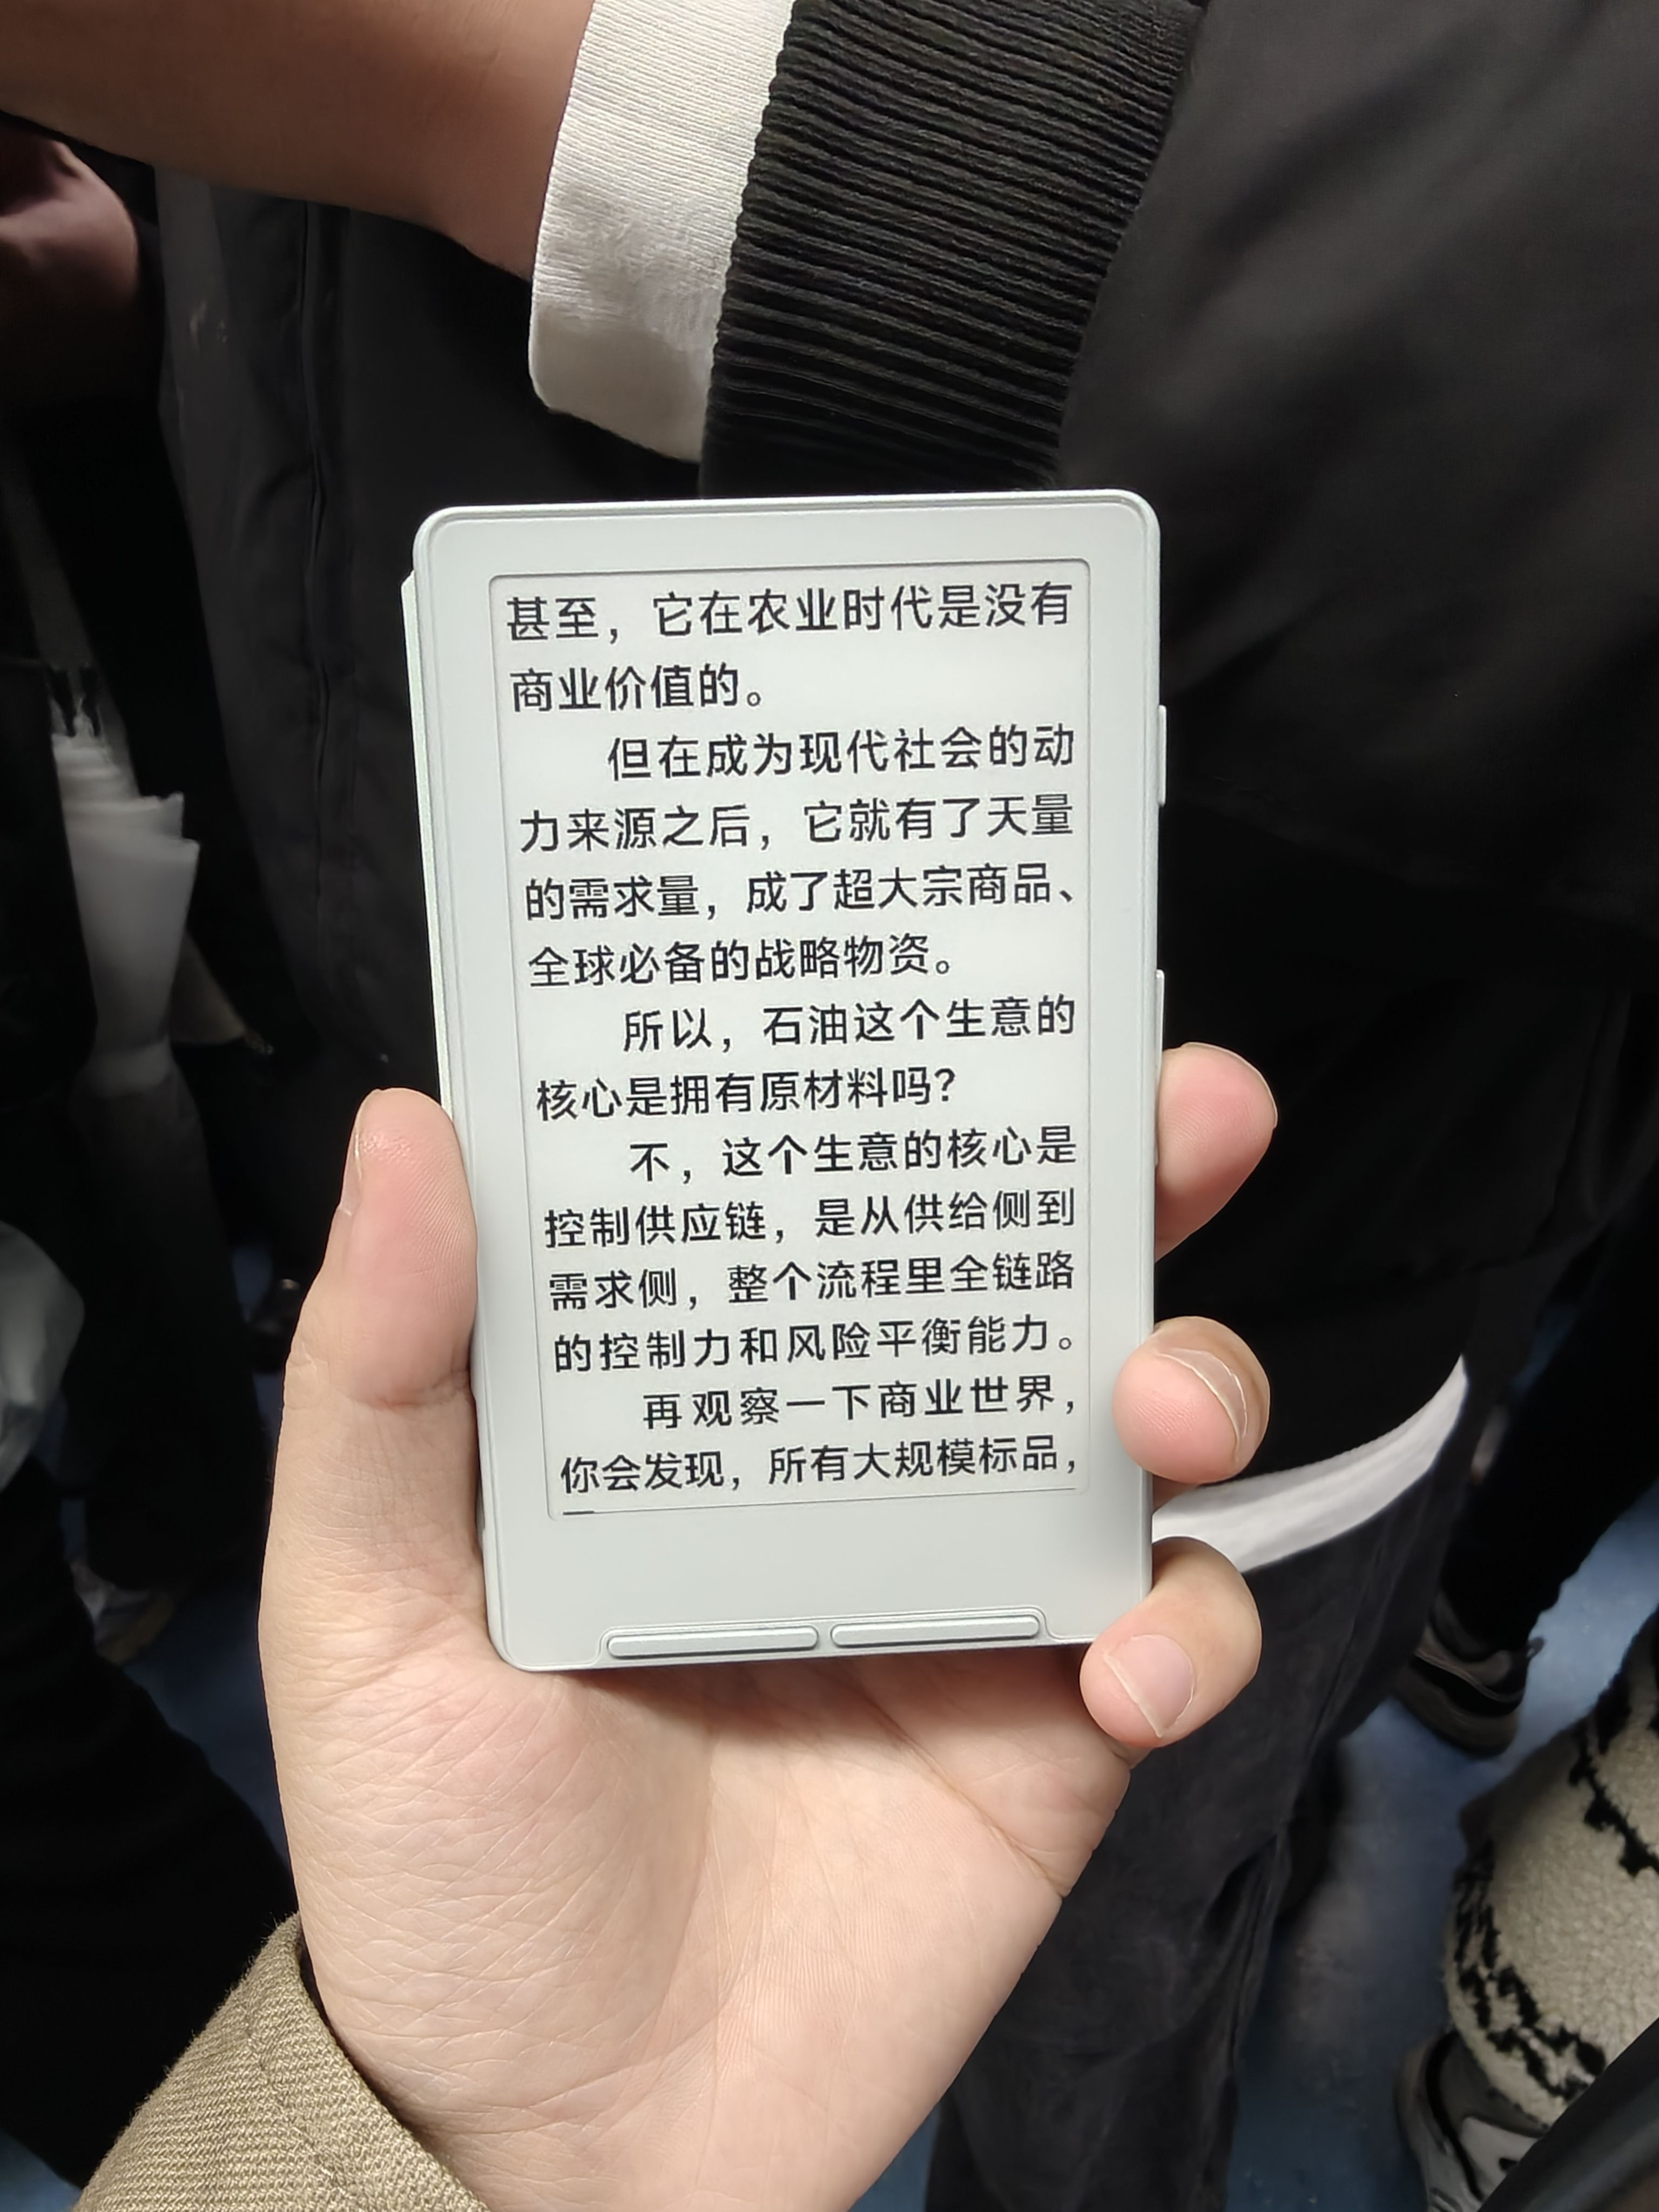 甚至，它在农业时代是没有
商业价值的。
但在成为现代社会的动
力来源之后，它就有了天量
的需求量，成了超大宗商品、
全球必备的战略物资。
所以，石油这个生意的
核心是拥有原材料吗？
不，这个生意的核心是
控制供应链，是从供给侧到
需求侧，整个流程里全链路
的控制力和风险平衡能力。
再观察一下商业世界，
你会发现，所有大规模标品，